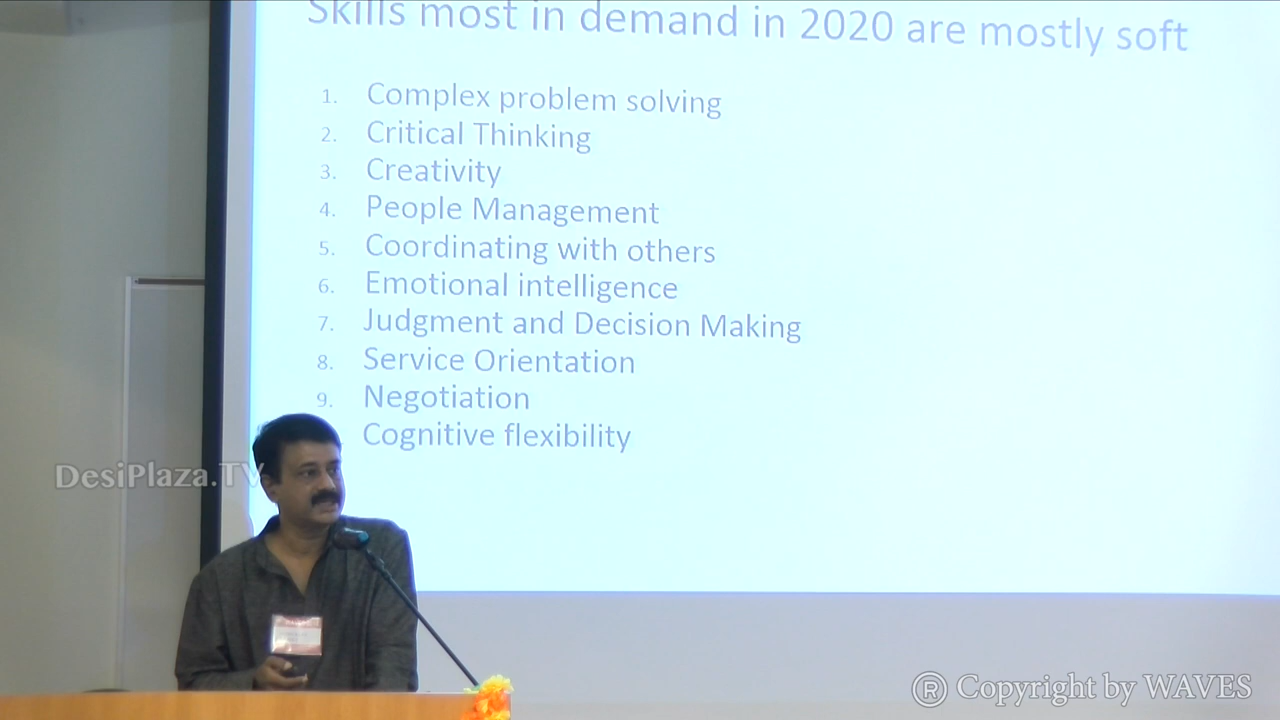 Skills most in demand in 2020 are mostly soft
1. Complex problem solving
2. Critical Thinking
3. Creativity
4. People Management
5. Coordinating with others
6. Emotional intelligence
7. Judgment and Decision Making
8. Service Orientation
9. Negotiation
Cognitive flexibility
DesiPlaza.TV
® Copyright by WAVES